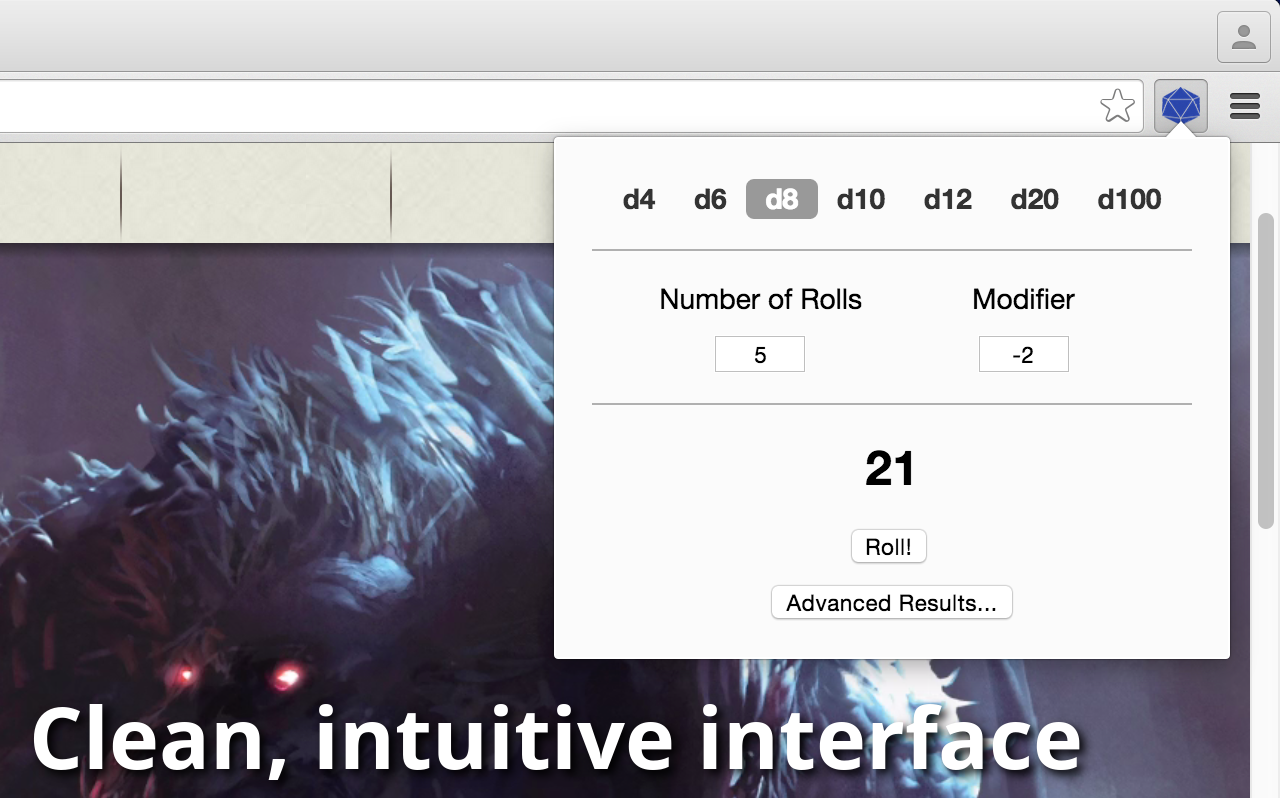 d4 d6 d8 d10 d12 d20 d100
Number of Rolls Modifier
5 -2
21
Roll!
Advanced Results...
Clean, intuitive interface